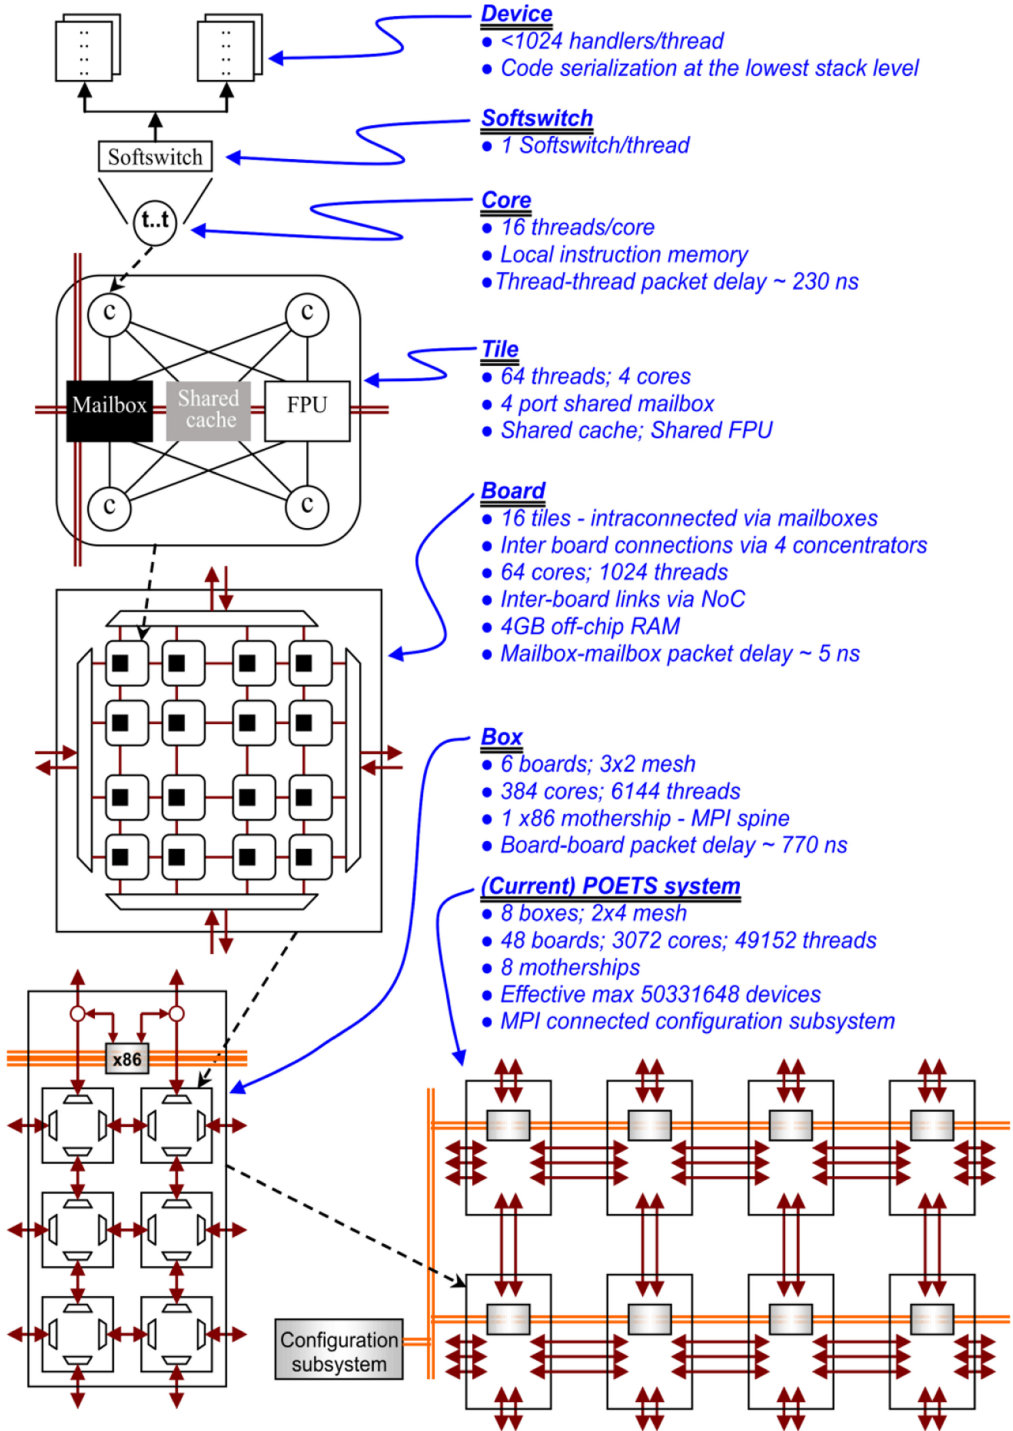 Device
● <1024 handlers/thread
● Code serialization at the lowest stack level
Softswitch
● 1 Softswitch/thread
Softswitch
Core
● 16 threads/core
● Local instruction memory
● Thread-thread packet delay ~ 230 ns
t..t
c
c
Tile
● 64 threads; 4 cores
● 4 port shared mailbox
● Shared cache; Shared FPU
Mailbox
Shared
cache
FPU
c
c
Board
● 16 tiles - intraconnected via mailboxes
● Inter board connections via 4 concentrators
● 64 cores; 1024 threads
● Inter-board links via NoC
● 4GB off-chip RAM
● Mailbox-mailbox packet delay ~ 5 ns
Box
● 6 boards; 3x2 mesh
● 384 cores; 6144 threads
● 1 x86 mothership - MPI spine
● Board-board packet delay ~ 770 ns
(Current) POETS system
● 8 boxes; 2x4 mesh
● 48 boards; 3072 cores; 49152 threads
● 8 motherships
● Effective max 50331648 devices
● MPI connected configuration subsystem
x86
Configuration
subsystem